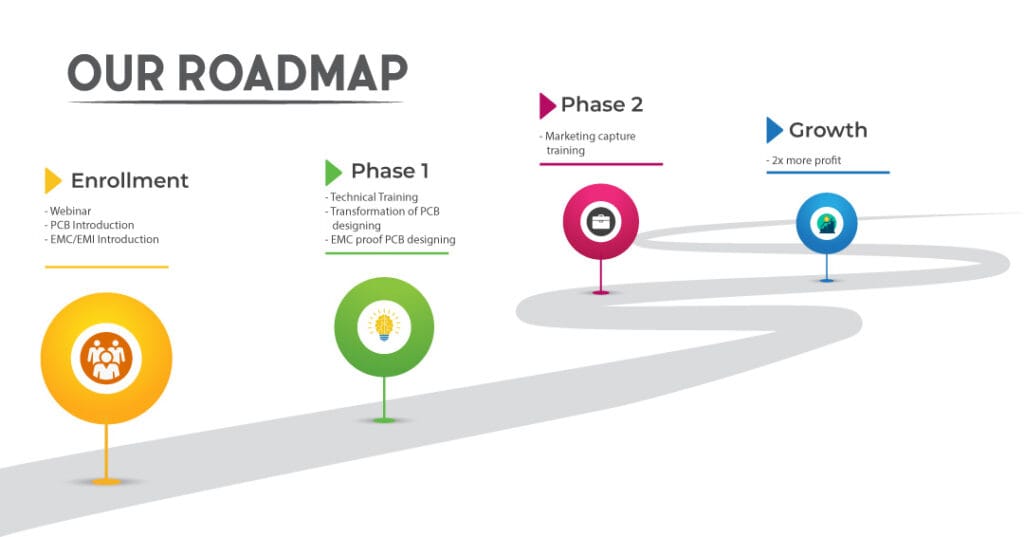 OUR ROADMAP
Enrollment
- Webinar
- PCB Introduction
- EMC/EMI Introduction
Phase 1
- Technical Training
- Transformation of PCB
designing
- EMC proof PCB designing
Phase 2
- Marketing capture
training
Growth
- 2x more profit